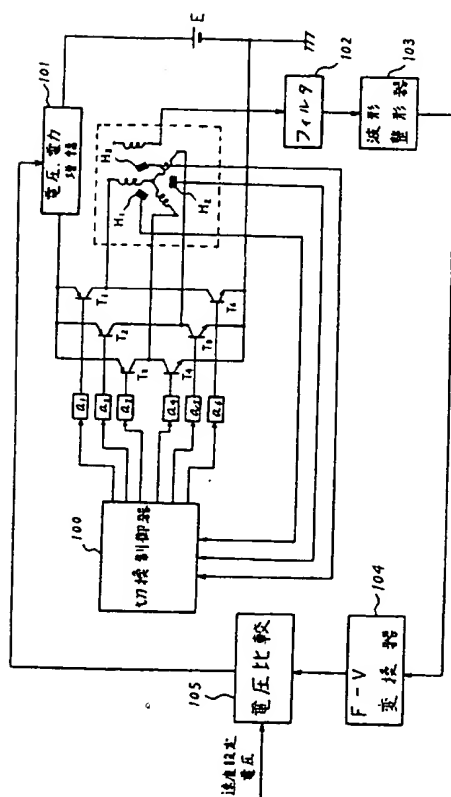 101
電圧電力
増幅
E
H3
H1
H2
102
フィルタ
103
波形
整形器
T1
T2
T3
T4
T5
T6
a1
a2
a3
a4
a5
a6
100
切換制御器
104
F-V
変換器
105
電圧比較
速度設定
電圧